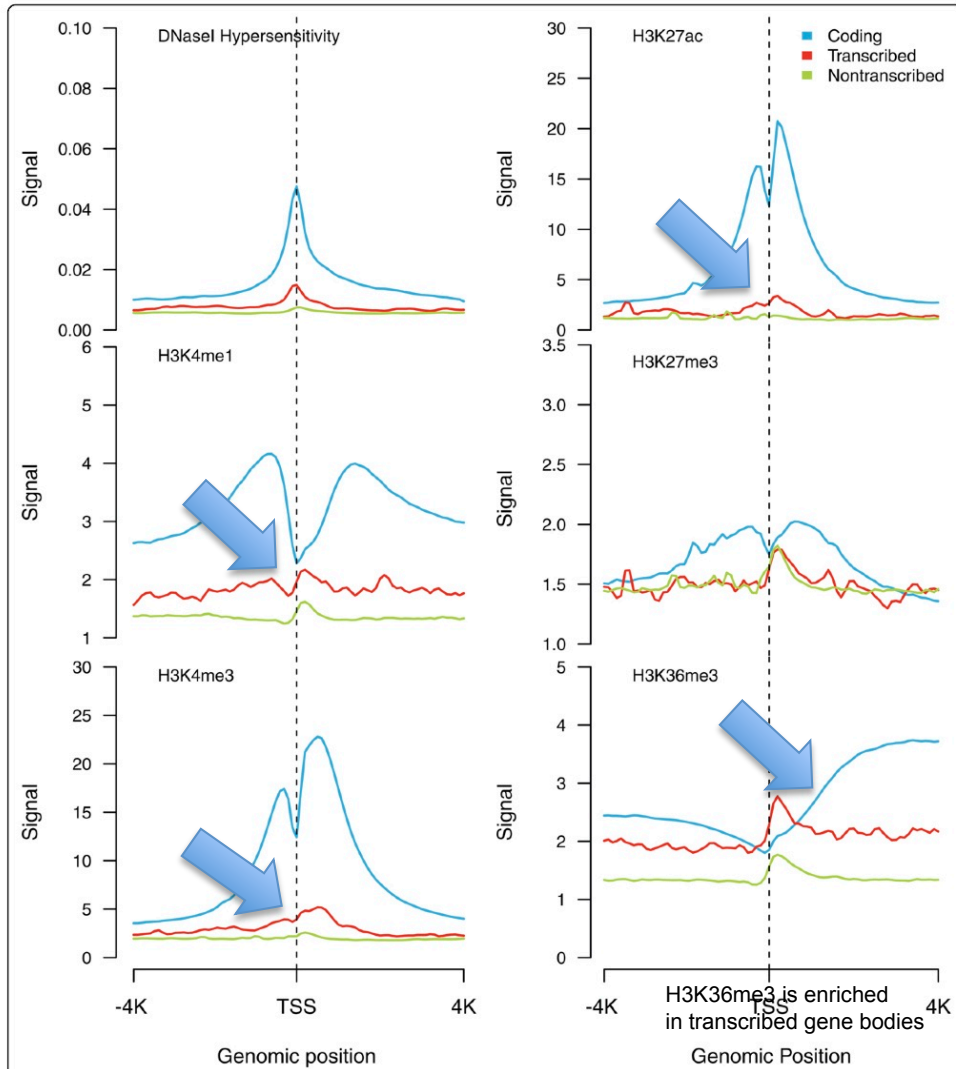 DNaseI Hypersensitivity
0.10
0.08
0.06
0.04
0.02
0.00
Signal
H3K27ac
Coding
Transcribed
Nontranscribed
30
25
20
15
10
5
0
Signal
H3K4me1
6
5
4
3
2
1
Signal
H3K27me3
3.5
3.0
2.5
2.0
1.5
1.0
Signal
H3K4me3
30
25
20
15
10
5
0
Signal
-4K
TSS
4K
Genomic position
H3K36me3
5
4
3
2
1
0
Signal
-4K
TSS
4K
H3K36me3 is enriched
in transcribed gene bodies
Genomic Position